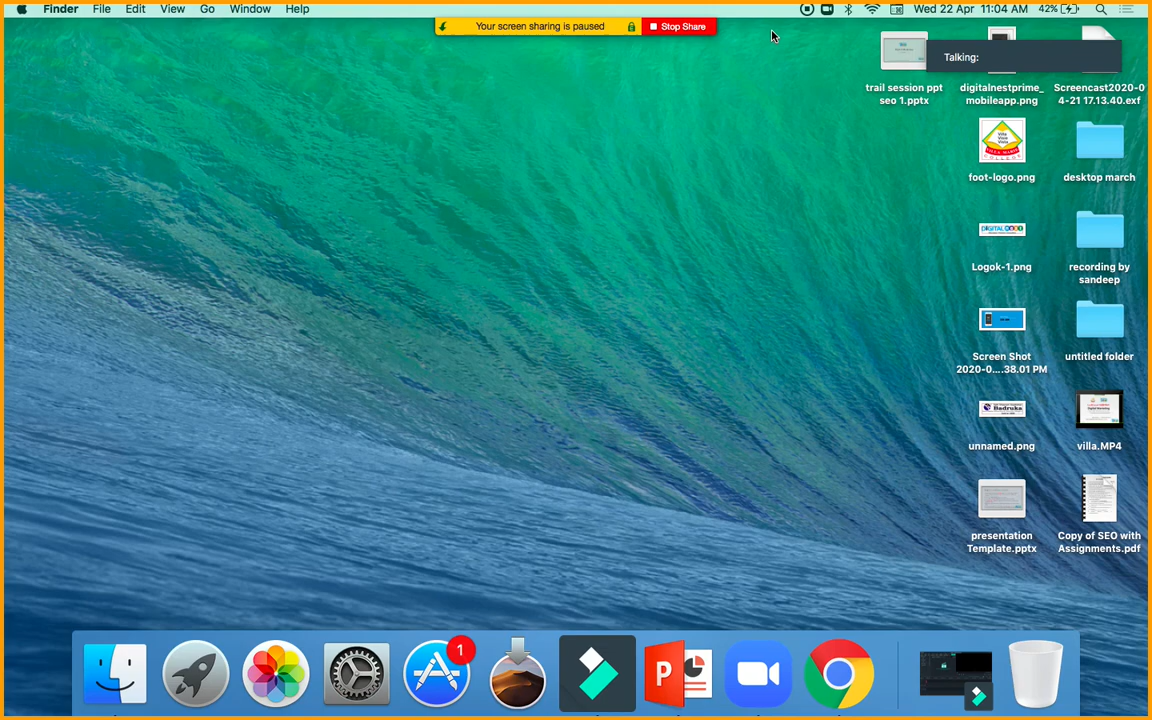 Finder File Edit View Go Window Help
Wed 22 Apr 11:04 AM 42%
Your screen sharing is paused
Stop Share
Talking:
trail session ppt
seo 1.pptx
digitalnestprime_
mobileapp.png
Screencast2020-0
4-21 17.13.40.exf
foot-logo.png
desktop march
Logok-1.png
recording by
sandeep
Screen Shot
2020-0....38.01 PM
untitled folder
Badruka
unnamed.png
villa.MP4
presentation
Template.pptx
Copy of SEO with
Assignments.pdf
1
P